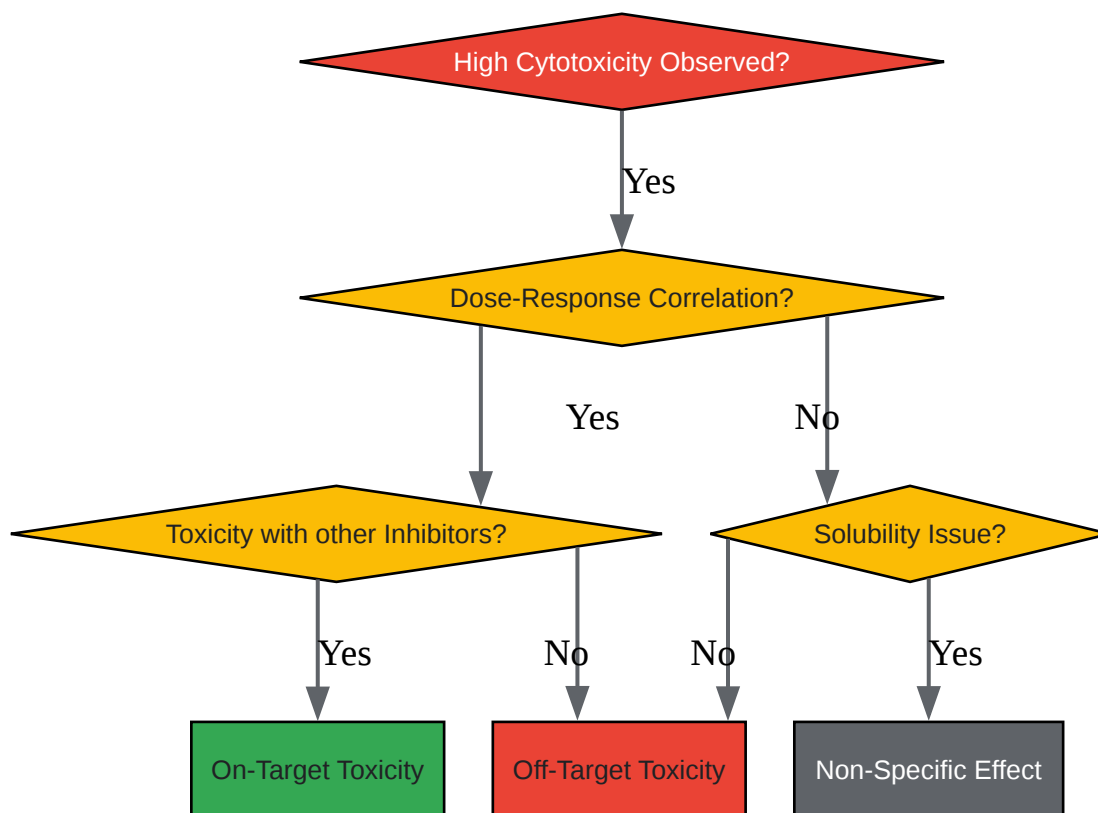 High Cytotoxicity Observed?
Yes
Dose-Response Correlation?
Yes
No
Toxicity with other Inhibitors?
Solubility Issue?
Yes
No
No
Yes
On-Target Toxicity
Off-Target Toxicity
Non-Specific Effect